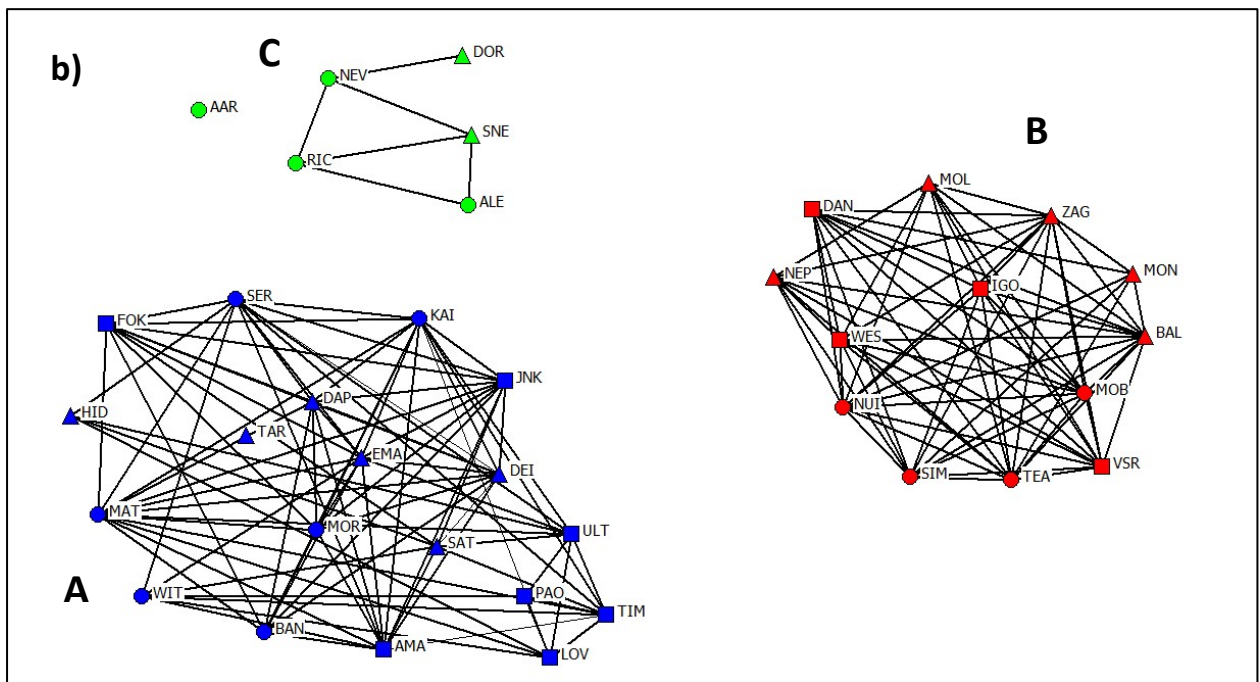 b)
C
DOR
NEV
AAR
SNE
RIC
ALE
B
MOL
DAN
ZAG
NEP
IGO
MON
WES
BAL
NUI
MOB
SIM
TEA
VSR
SER
FOK
KAI
JNK
DAP
HID
TAR
EMA
DEI
MAT
MOR
SAT
ULT
A
WIT
PAO
TIM
BAN
AMA
LOV